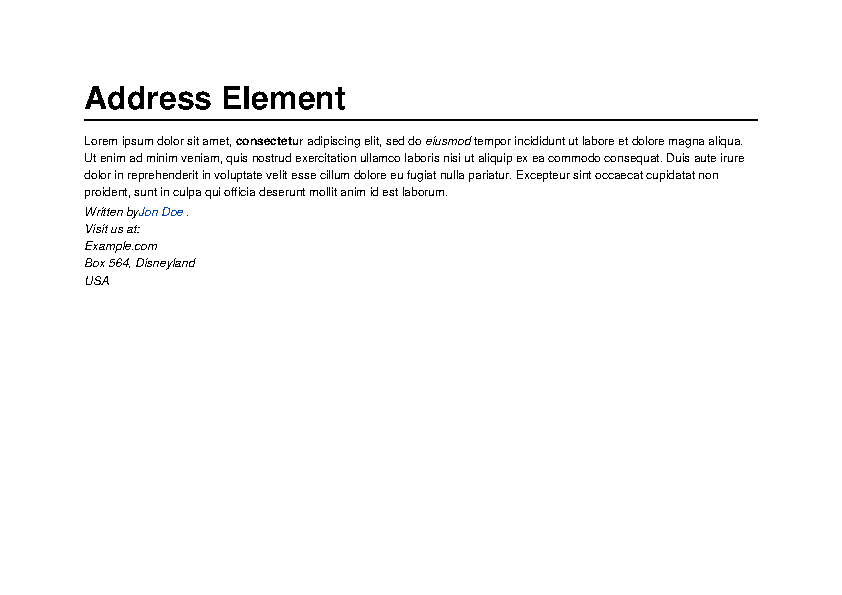 Address Element
Lorem ipsum dolor sit amet, consectetur adipiscing elit, sed do eiusmod tempor incididunt ut labore et dolore magna aliqua.
Ut enim ad minim veniam, quis nostrud exercitation ullamco laboris nisi ut aliquip ex ea commodo consequat. Duis aute irure
dolor in reprehenderit in voluptate velit esse cillum dolore eu fugiat nulla pariatur. Excepteur sint occaecat cupidatat non
proident, sunt in culpa qui officia deserunt mollit anim id est laborum.
Written byJon Doe .
Visit us at:
Example.com
Box 564, Disneyland
USA